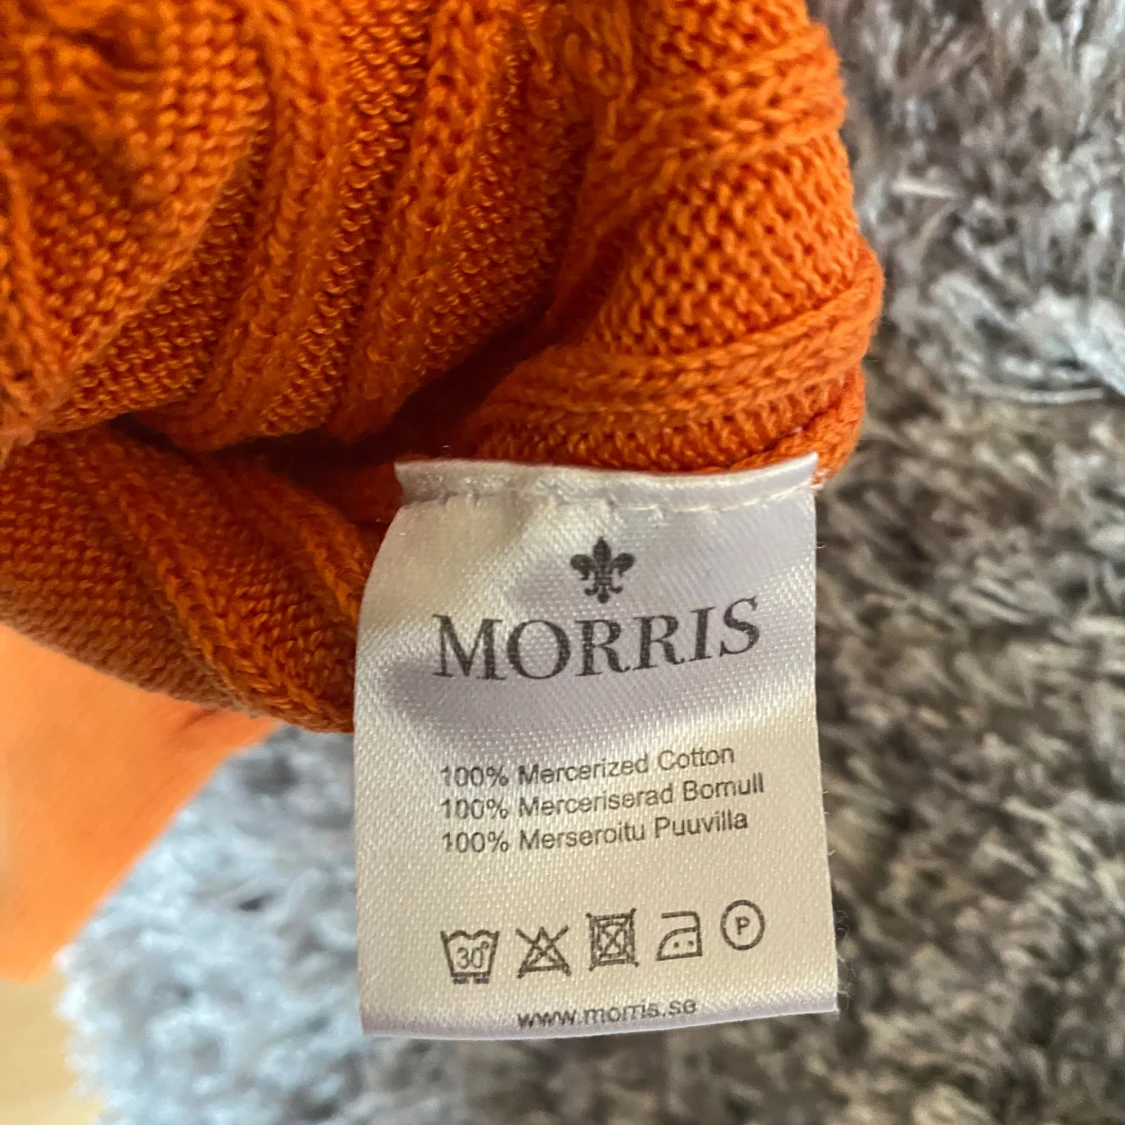 MORRIS
100% Mercerized Cotton
100% Merceriserad Bomull
100% Merseroitu Puuvilla
30°
P
www.morris.se